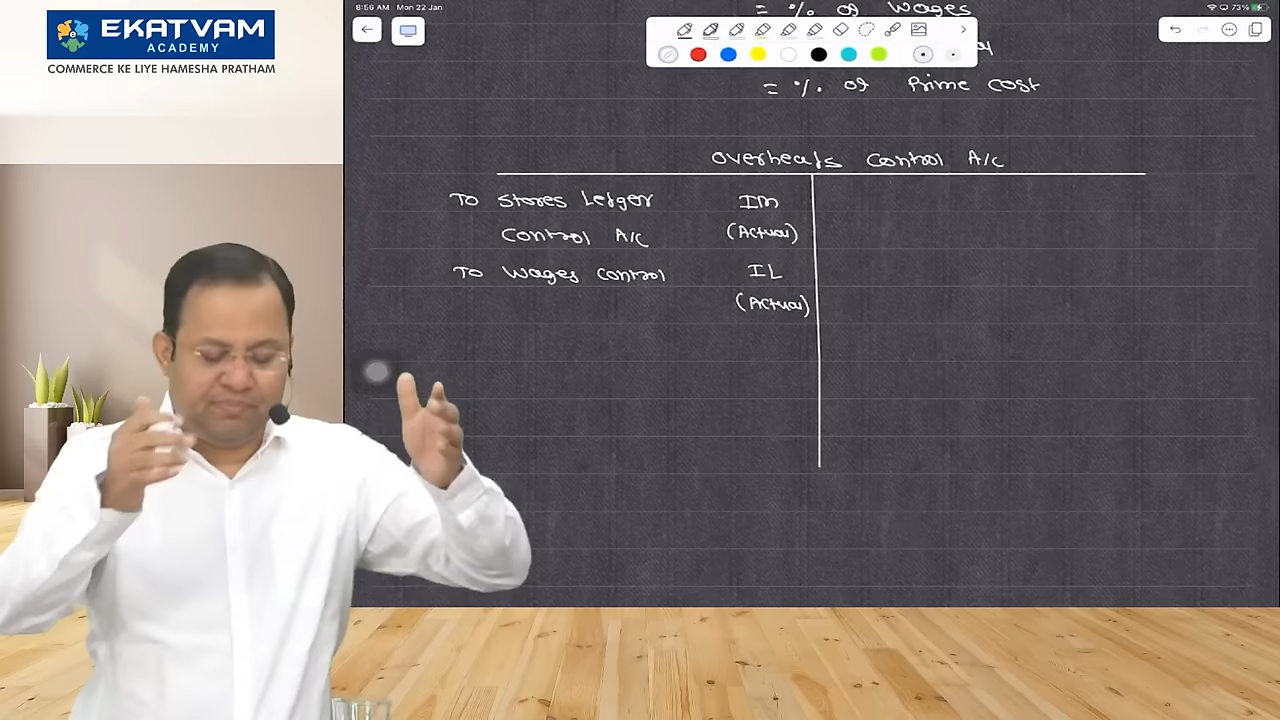 EKATVAM
ACADEMY
COMMERCE KE LIYE HAMESHA PRATHAM
8:56 AM Mon 22 Jan
73%
= % of wages
= % of Prime cost
overheads control A/c
To Stores Ledger IM
control A/c (Actual)
To wages control IL
(Actual)